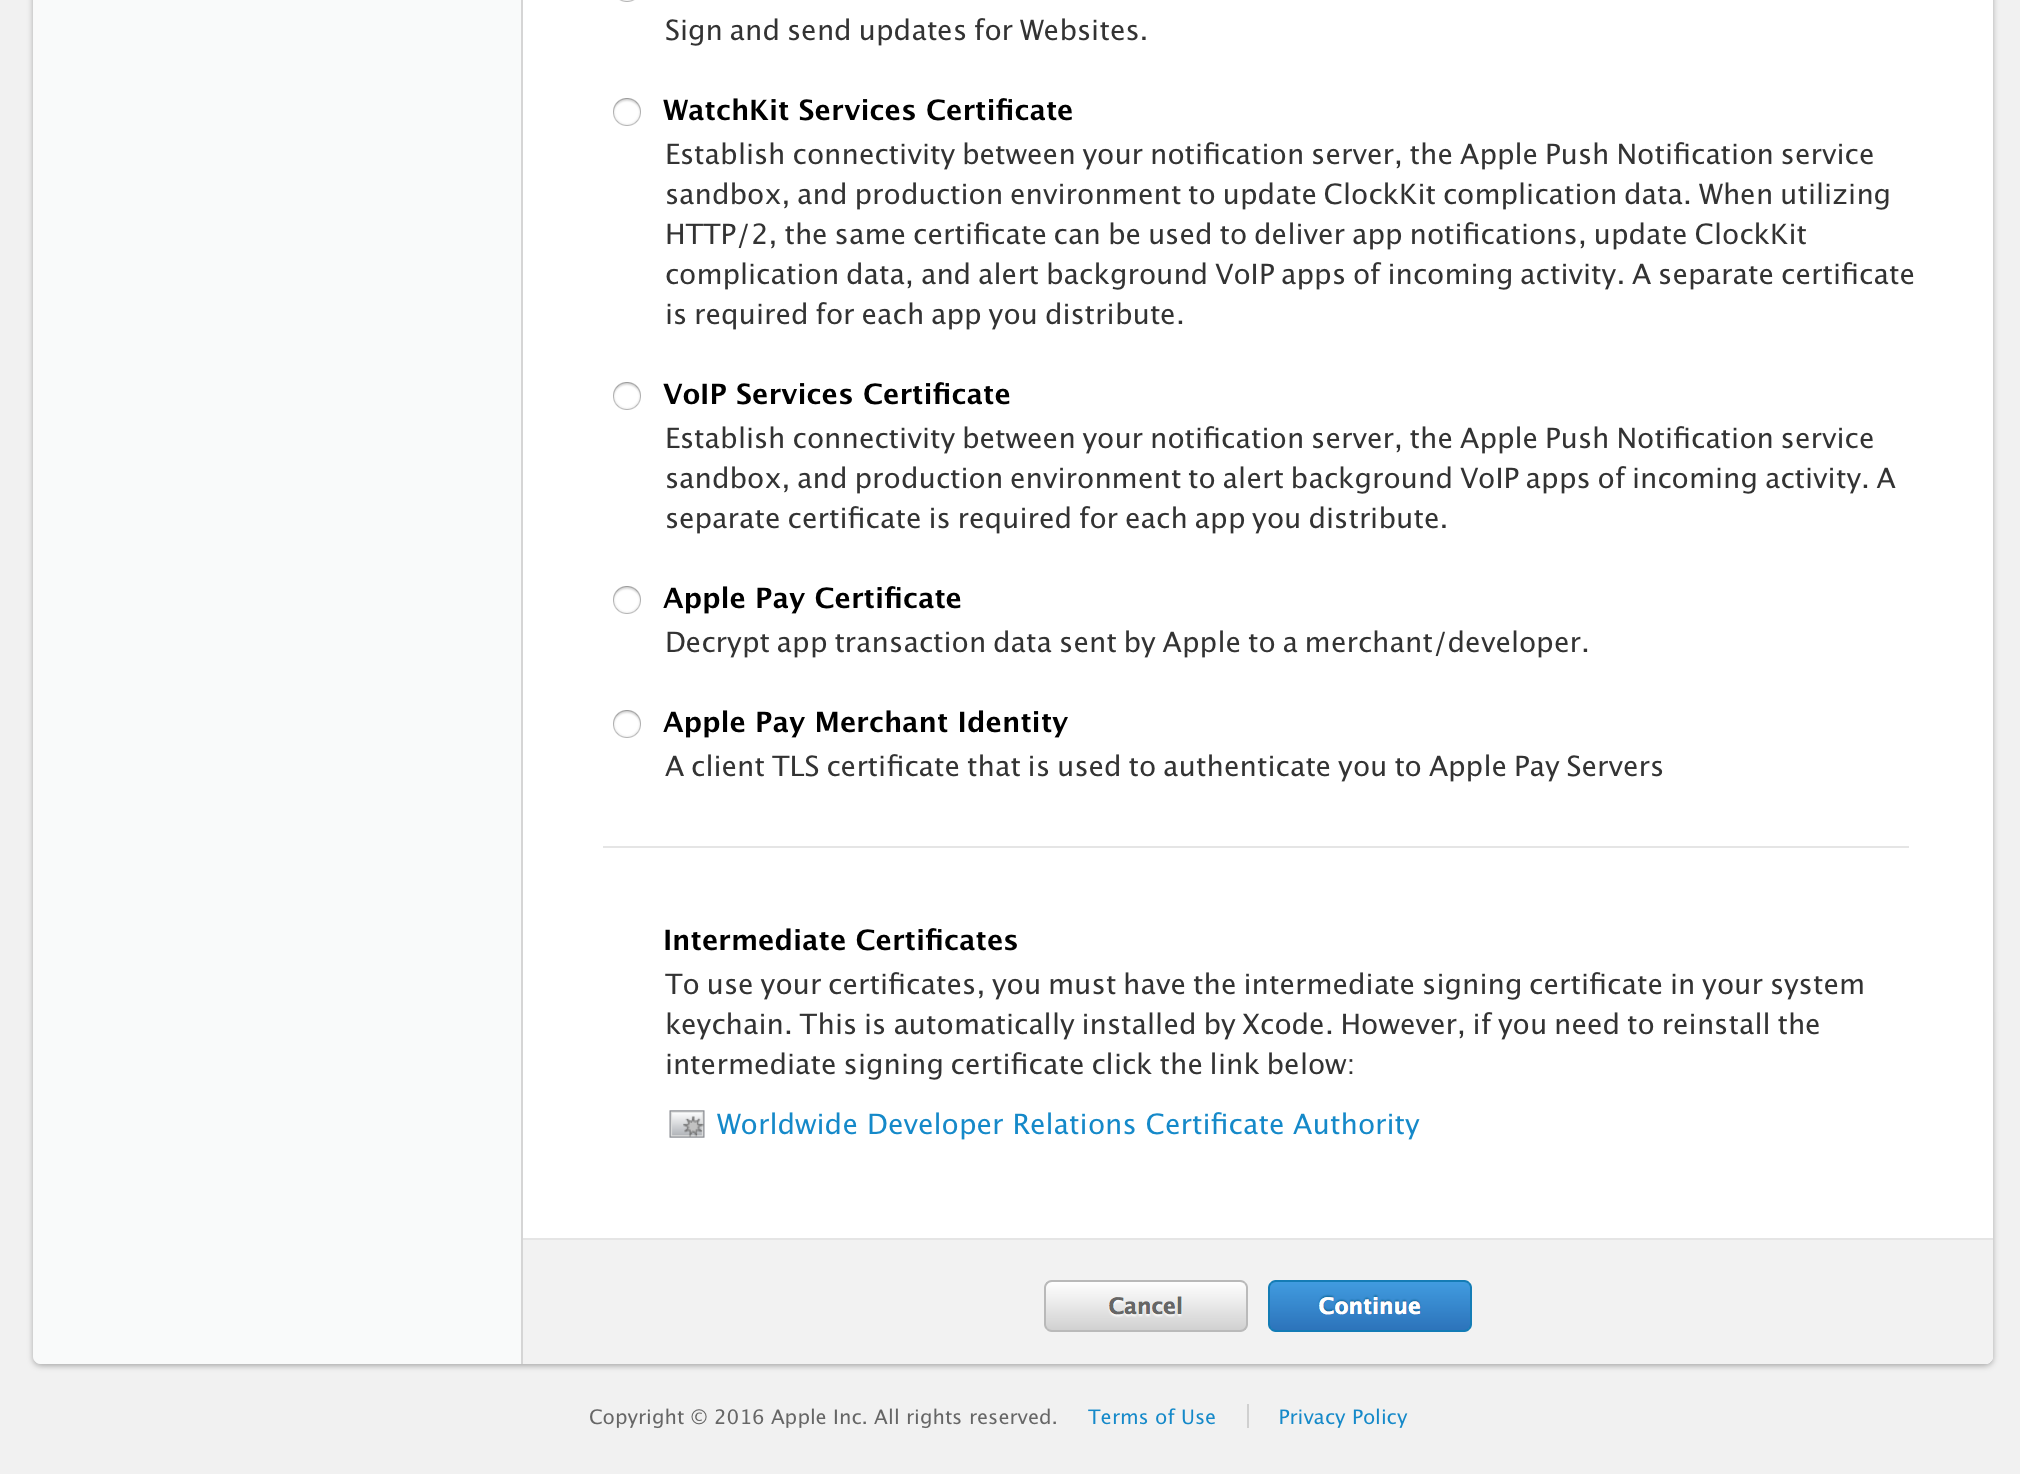 Sign and send updates for Websites.
WatchKit Services Certificate
Establish connectivity between your notification server, the Apple Push Notification service
sandbox, and production environment to update ClockKit complication data. When utilizing
HTTP/2, the same certificate can be used to deliver app notifications, update ClockKit
complication data, and alert background VoIP apps of incoming activity. A separate certificate
is required for each app you distribute.
VoIP Services Certificate
Establish connectivity between your notification server, the Apple Push Notification service
sandbox, and production environment to alert background VoIP apps of incoming activity. A
separate certificate is required for each app you distribute.
Apple Pay Certificate
Decrypt app transaction data sent by Apple to a merchant/developer.
Apple Pay Merchant Identity
A client TLS certificate that is used to authenticate you to Apple Pay Servers
Intermediate Certificates
To use your certificates, you must have the intermediate signing certificate in your system
keychain. This is automatically installed by Xcode. However, if you need to reinstall the
intermediate signing certificate click the link below:
Worldwide Developer Relations Certificate Authority
Cancel Continue
Copyright © 2016 Apple Inc. All rights reserved. Terms of Use | Privacy Policy